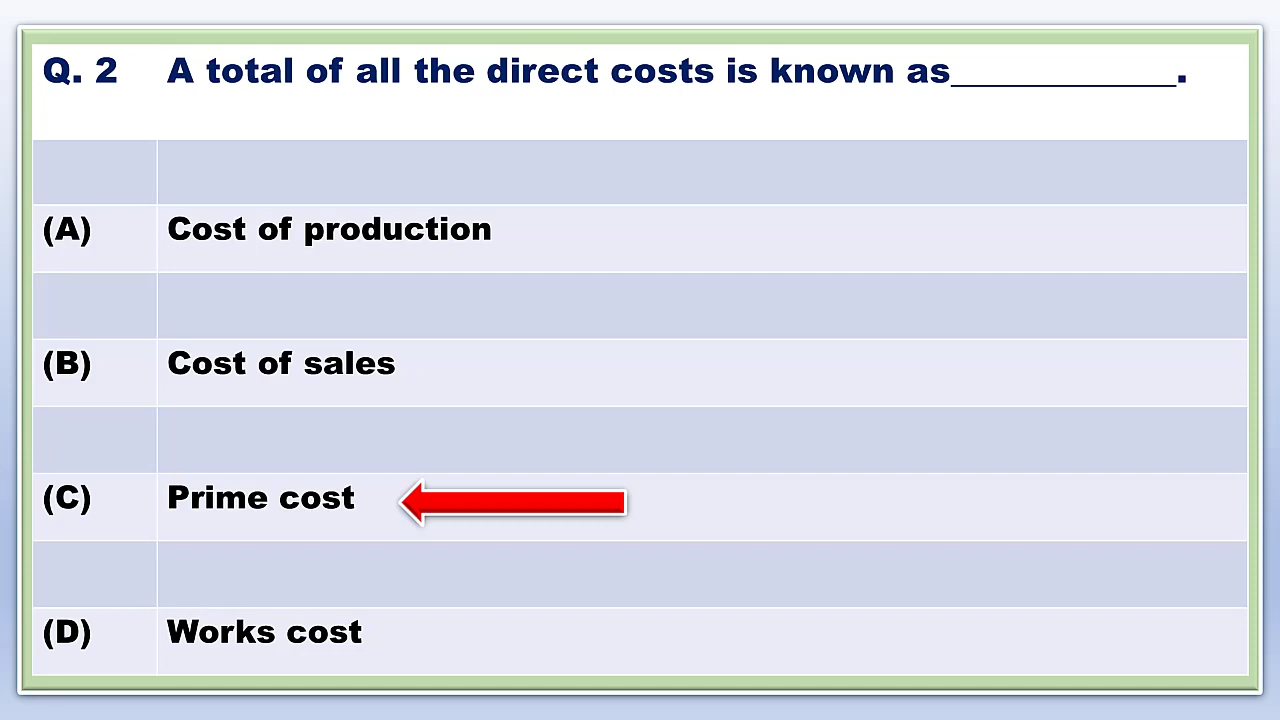 Q. 2 A total of all the direct costs is known as____________.
(A) Cost of production
(B) Cost of sales
(C) Prime cost
(D) Works cost